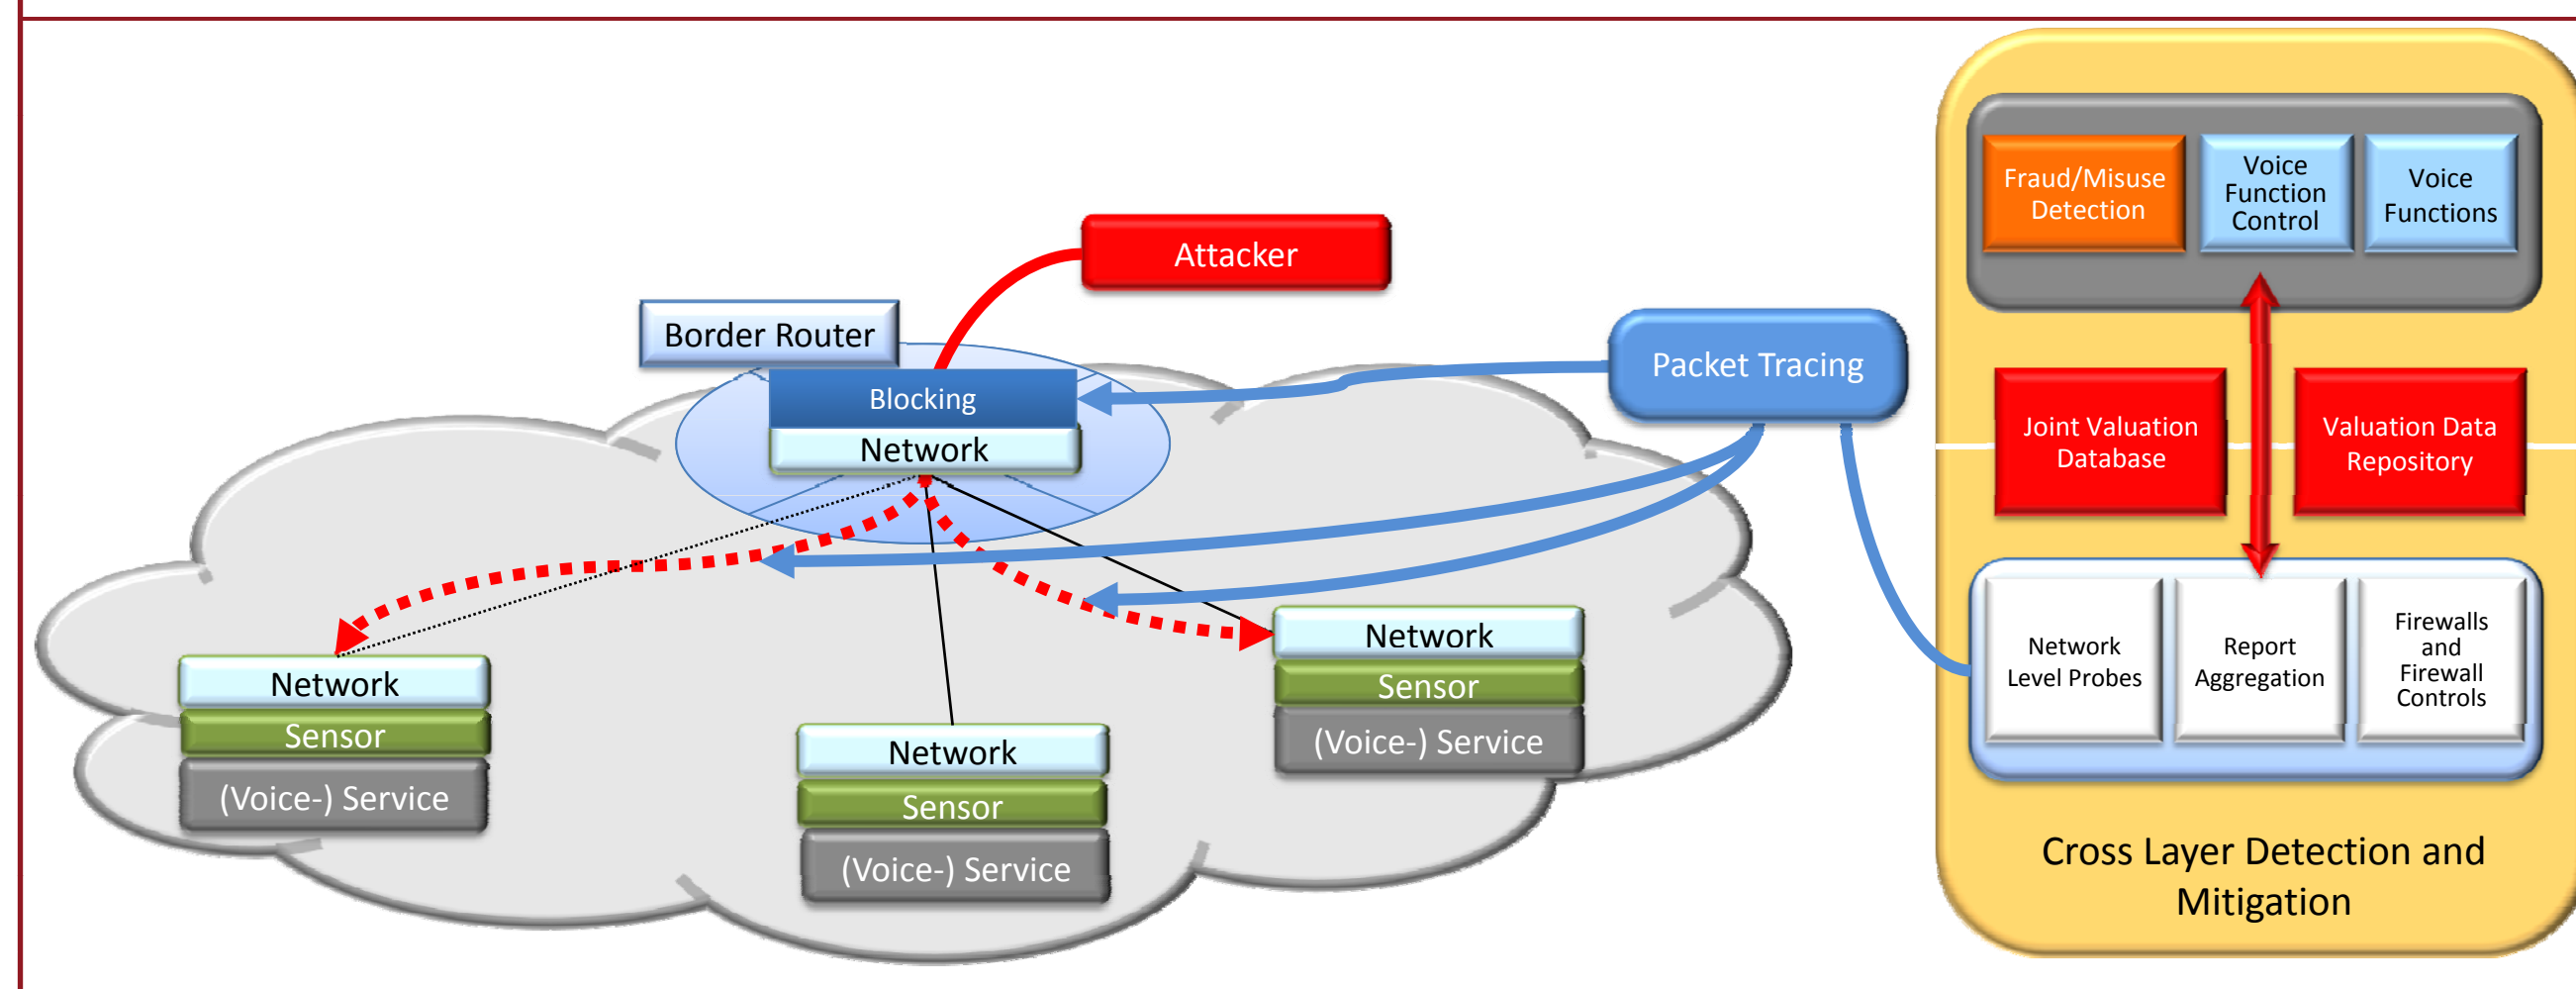 Attacker
Border Router
Blocking
Network
Packet Tracing
Network
Sensor
(Voice-) Service
Network
Sensor
(Voice-) Service
Network
Sensor
(Voice-) Service
Fraud/Misuse
Detection
Voice
Function
Control
Voice
Functions
Joint Valuation
Database
Valuation Data
Repository
Network
Level Probes
Report
Aggregation
Firewalls
and
Firewall
Controls
Cross Layer Detection and
Mitigation